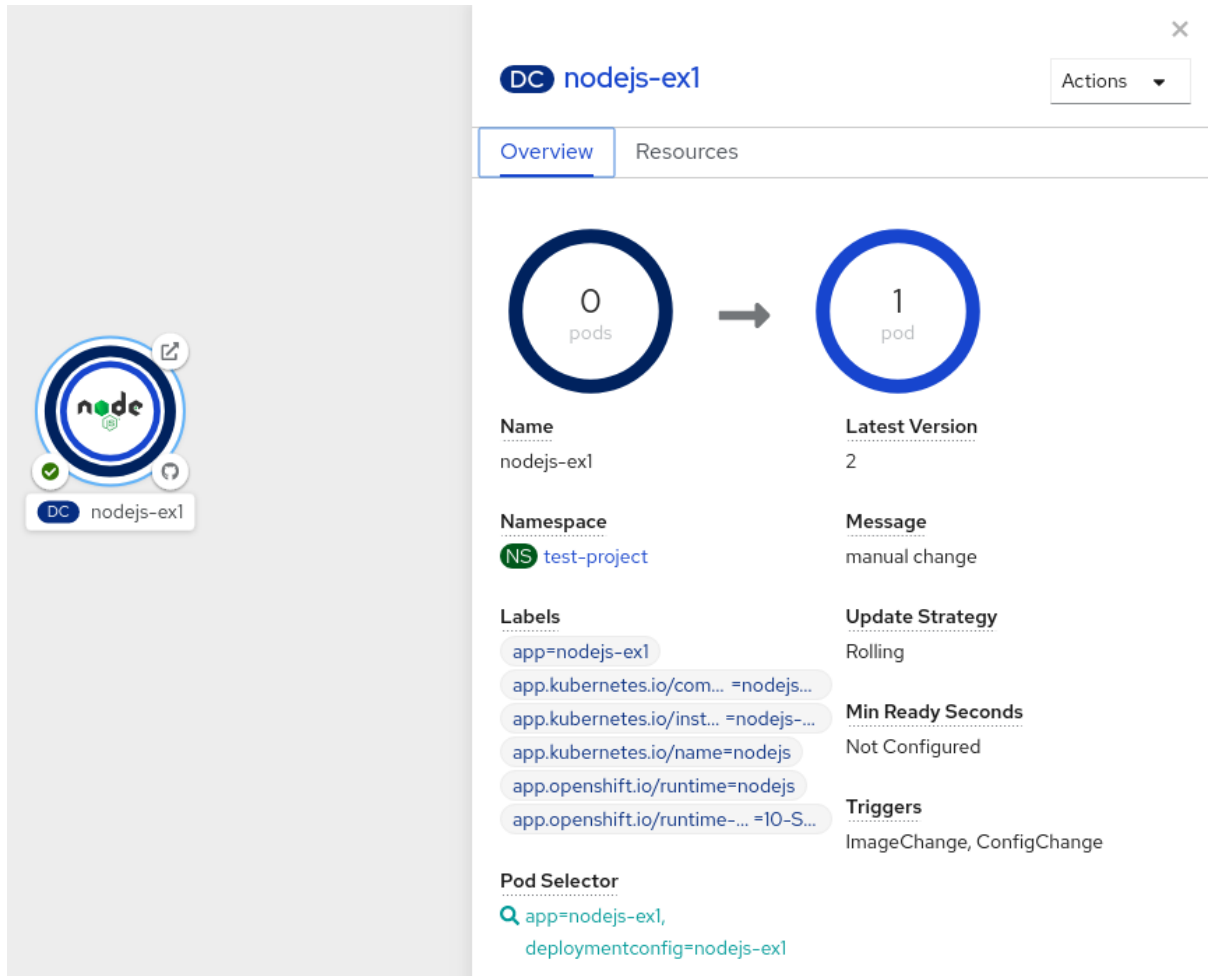 DC nodejs-ex1
Actions
Overview Resources
0 pods
1 pod
node
JS
DC nodejs-ex1
Name
nodejs-ex1
Latest Version
2
Namespace
NS test-project
Message
manual change
Labels
app=nodejs-ex1
app.kubernetes.io/com... =nodejs...
app.kubernetes.io/inst... =nodejs-...
app.kubernetes.io/name=nodejs
app.openshift.io/runtime=nodejs
app.openshift.io/runtime-... =10-S...
Update Strategy
Rolling
Min Ready Seconds
Not Configured
Triggers
ImageChange, ConfigChange
Pod Selector
app=nodejs-ex1,
deploymentconfig=nodejs-ex1